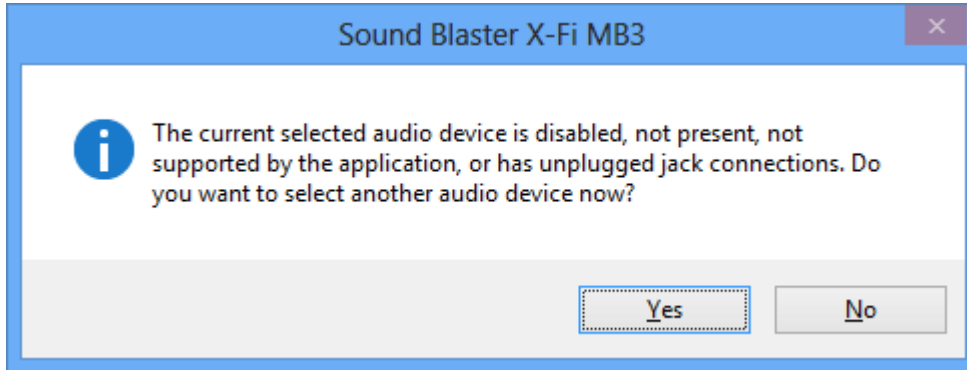 Sound Blaster X-Fi MB3
The current selected audio device is disabled, not present, not
supported by the application, or has unplugged jack connections. Do
you want to select another audio device now?
Yes
No